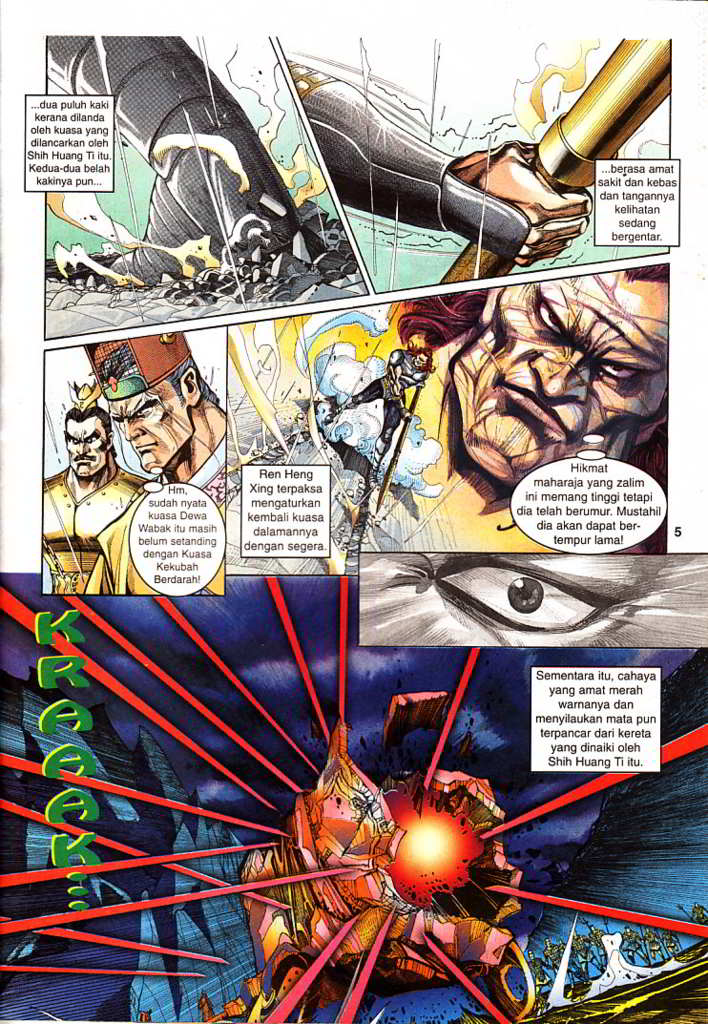 ...dua puluh kaki
kerana dilanda
oleh kuasa yang
dilancarkan oleh
Shih Huang Ti itu.
Kedua-dua belah
kakinya pun...
...berasa amat
sakit dan kebas
dan tangannya
kelihatan
sedang
bergentar.
Hm,
sudah nyata
kuasa Dewa
Wabak itu masih
belum setanding
dengan Kuasa
Kekubah
Berdarah!
Ren Heng
Xing terpaksa
mengaturkan
kembali kuasa
dalamannya
dengan segera.
Hikmat
maharaja yang zalim
ini memang tinggi tetapi
dia telah berumur. Mustahil
dia akan dapat ber-
tempur lama!
5
KRAAAK...
Sementara itu, cahaya
yang amat merah
warnanya dan
menyilaukan mata pun
terpancar dari kereta
yang dinaiki oleh
Shih Huang Ti itu.